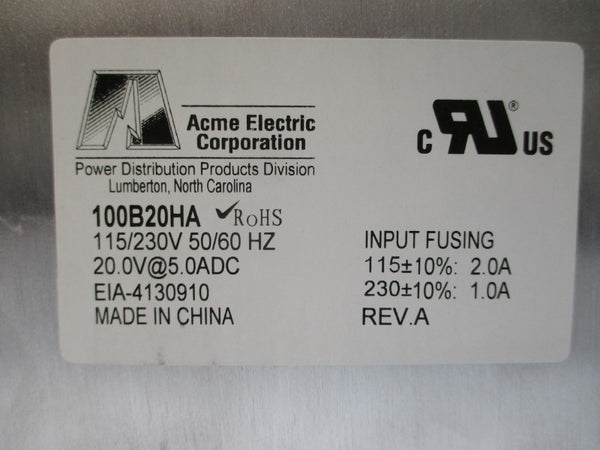 Acme Electric
Corporation
Power Distribution Products Division
Lumberton, North Carolina
C RU® US
100B20HA ✓RoHS
115/230V 50/60 HZ
20.0V@5.0ADC
EIA-4130910
MADE IN CHINA
INPUT FUSING
115±10%: 2.0A
230±10%: 1.0A
REV.A